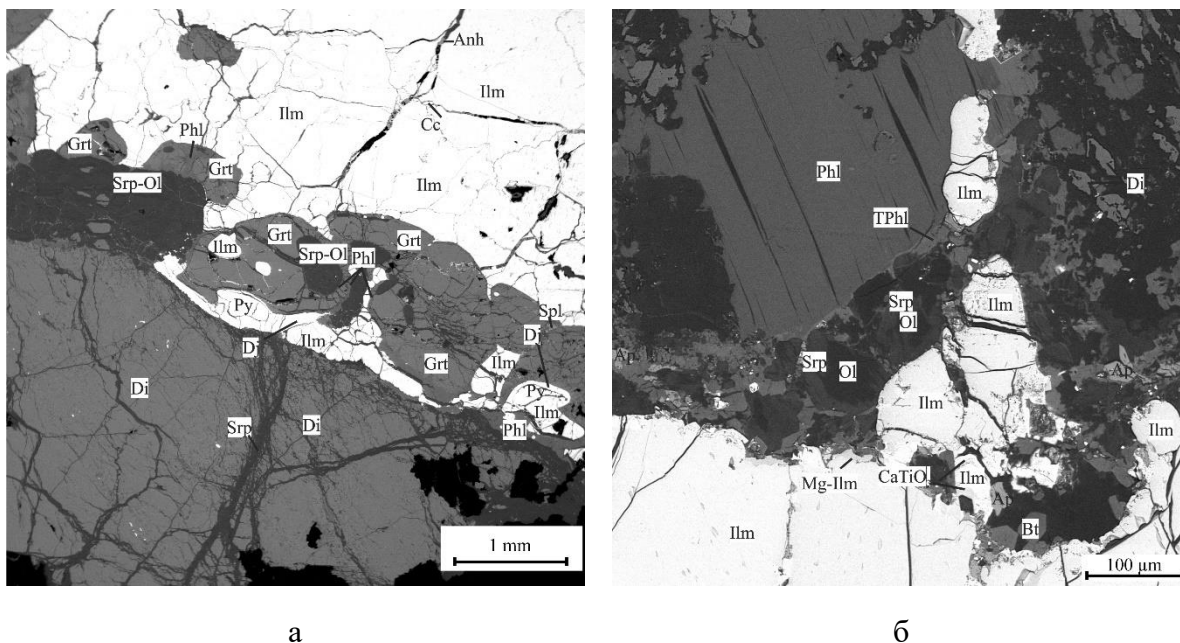 Anh
Ilm
Ilm
Cc
Phl
Grt
Grt
Srp-Ol
Ilm
Ilm
Grt
Srp-Ol
Grt
Phl
Py
Spl
Di
Di
Ilm
Ilm
Grt
Di
Py
Ilm
Srp
Di
Phl
1 mm
а
Phl
Di
Ilm
TPhl
Srp
Ol
Ilm
Ap
Srp
Ol
Ap
Ilm
Ilm
Mg-Ilm
CaTiO₃
Ilm
Ap
Ilm
Bt
100 µm
б